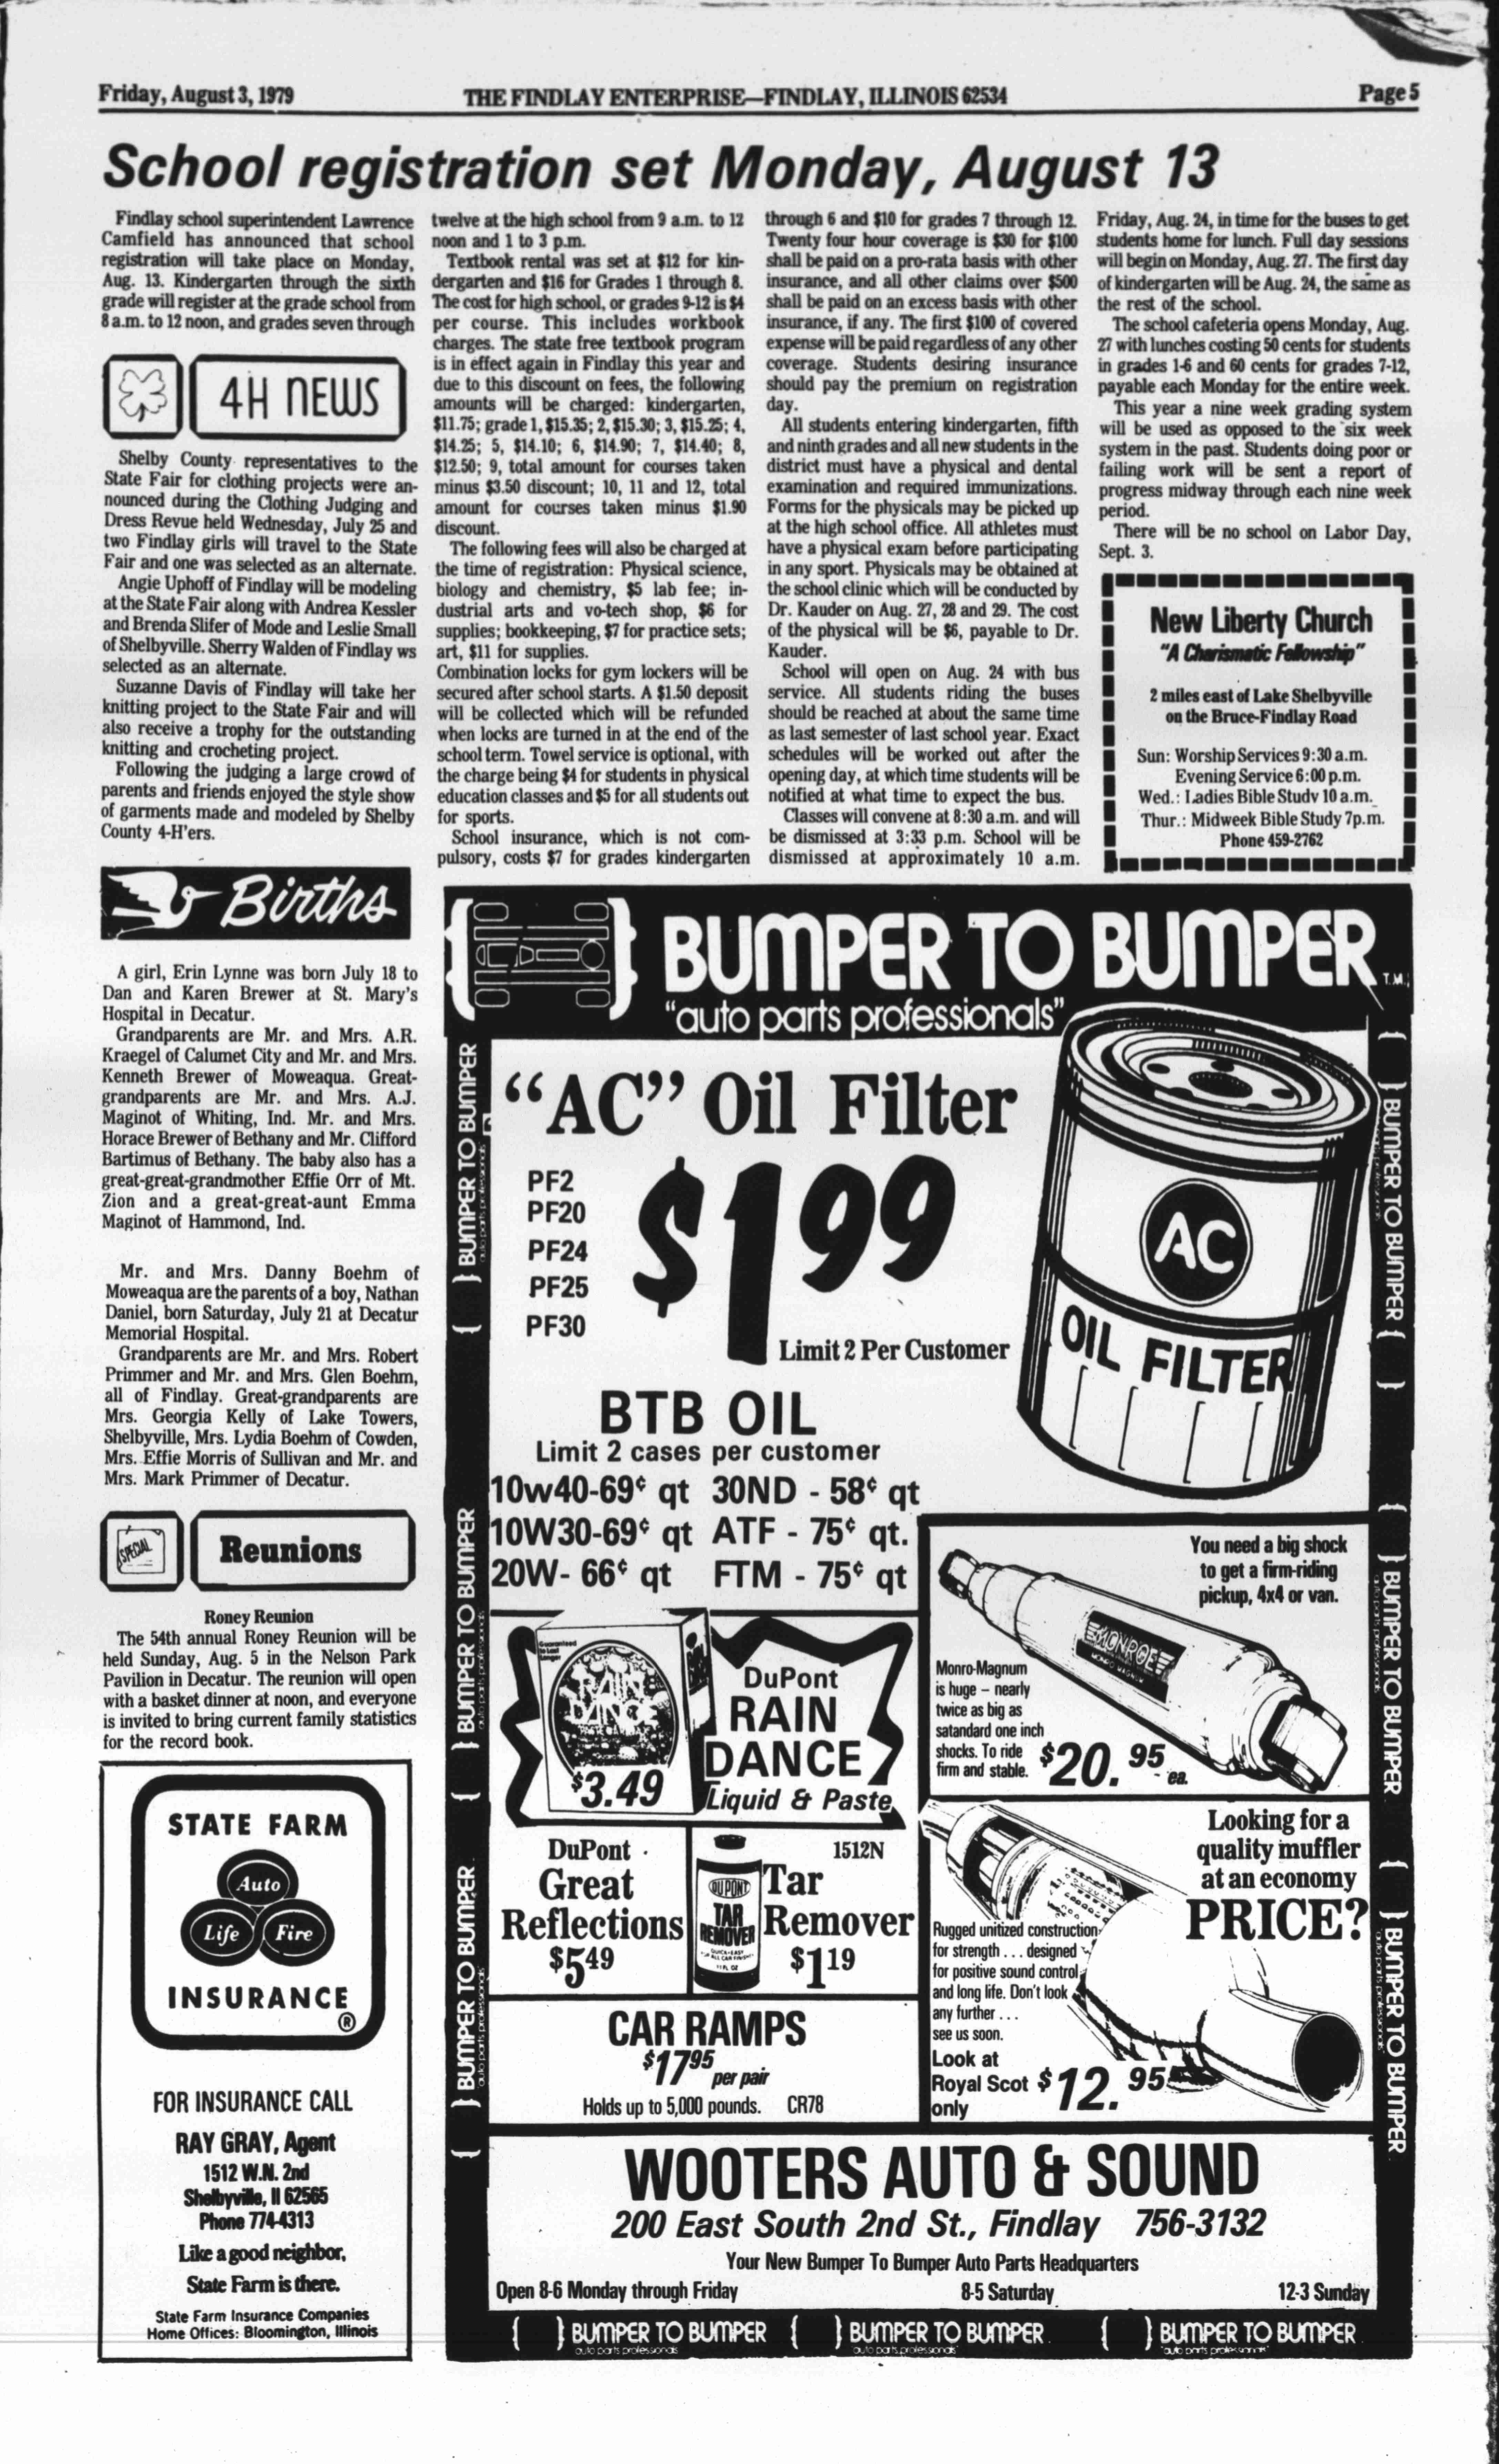 Friday, August 3, 1979
THE FINDLAY ENTERPRISE—FINDLAY, ILLINOIS 62534
Page 5
School registration set Monday, August 13
Findlay school superintendent Lawrence
Camfield has announced that school
registration will take place on Monday,
Aug. 13. Kindergarten through the sixth
grade will register at the grade school from
8 a.m. to 12 noon, and grades seven through
twelve at the high school from 9 a.m. to 12
noon and 1 to 3 p.m.
Textbook rental was set at $12 for kin-
dergarten and $16 for Grades 1 through 8.
The cost for high school, or grades 9-12 is $4
per course. This includes workbook
charges. The state free textbook program
is in effect again in Findlay this year and
due to this discount on fees, the following
amounts will be charged: kindergarten,
$11.75; grade 1, $15.35; 2, $15.30; 3, $15.25; 4,
$14.25; 5, $14.10; 6, $14.90; 7, $14.40; 8,
$12.50; 9, total amount for courses taken
minus $3.50 discount; 10, 11 and 12, total
amount for courses taken minus $1.90
discount.
The following fees will also be charged at
the time of registration: Physical science,
biology and chemistry, $5 lab fee; in-
dustrial arts and vo-tech shop, $6 for
supplies; bookkeeping, $7 for practice sets;
art, $11 for supplies.
Combination locks for gym lockers will be
secured after school starts. A $1.50 deposit
will be collected which will be refunded
when locks are turned in at the end of the
school term. Towel service is optional, with
the charge being $4 for students in physical
education classes and $5 for all students out
for sports.
School insurance, which is not com-
pulsory, costs $7 for grades kindergarten
through 6 and $10 for grades 7 through 12.
Twenty four hour coverage is $30 for $100
shall be paid on a pro-rata basis with other
insurance, and all other claims over $500
shall be paid on an excess basis with other
insurance, if any. The first $100 of covered
expense will be paid regardless of any other
coverage. Students desiring insurance
should pay the premium on registration
day.
All students entering kindergarten, fifth
and ninth grades and all new students in the
district must have a physical and dental
examination and required immunizations.
Forms for the physicals may be picked up
at the high school office. All athletes must
have a physical exam before participating
in any sport. Physicals may be obtained at
the school clinic which will be conducted by
Dr. Kauder on Aug. 27, 28 and 29. The cost
of the physical will be $6, payable to Dr.
Kauder.
School will open on Aug. 24 with bus
service. All students riding the buses
should be reached at about the same time
as last semester of last school year. Exact
schedules will be worked out after the
opening day, at which time students will be
notified at what time to expect the bus.
Classes will convene at 8:30 a.m. and will
be dismissed at 3:33 p.m. School will be
dismissed at approximately 10 a.m.
Friday, Aug. 24, in time for the buses to get
students home for lunch. Full day sessions
will begin on Monday, Aug. 27. The first day
of kindergarten will be Aug. 24, the same as
the rest of the school.
The school cafeteria opens Monday, Aug.
27 with lunches costing 50 cents for students
in grades 1-6 and 60 cents for grades 7-12,
payable each Monday for the entire week.
This year a nine week grading system
will be used as opposed to the six week
system in the past. Students doing poor or
failing work will be sent a report of
progress midway through each nine week
period.
There will be no school on Labor Day,
Sept. 3.
4H NEWS
Shelby County representatives to the
State Fair for clothing projects were an-
nounced during the Clothing Judging and
Dress Revue held Wednesday, July 25 and
two Findlay girls will travel to the State
Fair and one was selected as an alternate.
Angie Uphoff of Findlay will be modeling
at the State Fair along with Andrea Kessler
and Brenda Slifer of Mode and Leslie Small
of Shelbyville. Sherry Walden of Findlay ws
selected as an alternate.
Suzanne Davis of Findlay will take her
knitting project to the State Fair and will
also receive a trophy for the outstanding
knitting and crocheting project.
Following the judging a large crowd of
parents and friends enjoyed the style show
of garments made and modeled by Shelby
County 4-H'ers.
Births
A girl, Erin Lynne was born July 18 to
Dan and Karen Brewer at St. Mary's
Hospital in Decatur.
Grandparents are Mr. and Mrs. A.R.
Kraegel of Calumet City and Mr. and Mrs.
Kenneth Brewer of Moweaqua. Great-
grandparents are Mr. and Mrs. A.J.
Maginot of Whiting, Ind. Mr. and Mrs.
Horace Brewer of Bethany and Mr. Clifford
Bartimus of Bethany. The baby also has a
great-great-grandmother Effie Orr of Mt.
Zion and a great-great-aunt Emma
Maginot of Hammond, Ind.
Mr. and Mrs. Danny Boehm of
Moweaqua are the parents of a boy, Nathan
Daniel, born Saturday, July 21 at Decatur
Memorial Hospital.
Grandparents are Mr. and Mrs. Robert
Primmer and Mr. and Mrs. Glen Boehm,
all of Findlay. Great-grandparents are
Mrs. Georgia Kelly of Lake Towers,
Shelbyville, Mrs. Lydia Boehm of Cowden,
Mrs. Effie Morris of Sullivan and Mr. and
Mrs. Mark Primmer of Decatur.
SPECIAL
Reunions
Roney Reunion
The 54th annual Roney Reunion will be
held Sunday, Aug. 5 in the Nelson Park
Pavilion in Decatur. The reunion will open
with a basket dinner at noon, and everyone
is invited to bring current family statistics
for the record book.
STATE FARM
Auto
Life Fire
INSURANCE
®
FOR INSURANCE CALL
RAY GRAY, Agent
1512 W.N. 2nd
Shelbyville, Il 62565
Phone 774-4313
Like a good neighbor,
State Farm is there.
State Farm Insurance Companies
Home Offices: Bloomington, Illinois
New Liberty Church
"A Charismatic Fellowship"
2 miles east of Lake Shelbyville
on the Bruce-Findlay Road
Sun: Worship Services 9:30 a.m.
Evening Service 6:00 p.m.
Wed.: Ladies Bible Study 10 a.m.
Thur.: Midweek Bible Study 7p.m.
Phone 459-2762
BUMPER TO BUMPER T.M.
"auto parts professionals"
"AC" Oil Filter
PF2
PF20
PF24
PF25
PF30
$1.99
Limit 2 Per Customer
AC
OIL FILTER
BTB OIL
Limit 2 cases per customer
10w40-69¢ qt 30ND - 58¢ qt
10W30-69¢ qt ATF - 75¢ qt.
20W- 66¢ qt FTM - 75¢ qt
Guaranteed
to Last
Longer
RAIN
DANCE
$3.49
DuPont
RAIN
DANCE
Liquid & Paste
You need a big shock
to get a firm-riding
pickup, 4x4 or van.
MONROE
Monro-Magnum
is huge – nearly
twice as big as
satandard one inch
shocks. To ride
firm and stable.
$20.95 ea.
DuPont
Great
Reflections
$5.49
DUPONT
TAR
REMOVER
1512N
Tar
Remover
$1.19
Looking for a
quality muffler
at an economy
PRICE?
Rugged unitized construction
for strength . . . designed
for positive sound control
and long life. Don't look
any further . . .
see us soon.
Look at
Royal Scot
only
$12.95
CAR RAMPS
$17.95 per pair
Holds up to 5,000 pounds. CR78
WOOTERS AUTO & SOUND
200 East South 2nd St., Findlay 756-3132
Your New Bumper To Bumper Auto Parts Headquarters
Open 8-6 Monday through Friday 8-5 Saturday 12-3 Sunday
BUMPER TO BUMPER BUMPER TO BUMPER BUMPER TO BUMPER
"auto parts professionals" "auto parts professionals" "auto parts professionals"
BUMPER TO BUMPER
BUMPER TO BUMPER
BUMPER TO BUMPER
BUMPER TO BUMPER
BUMPER TO BUMPER
BUMPER TO BUMPER